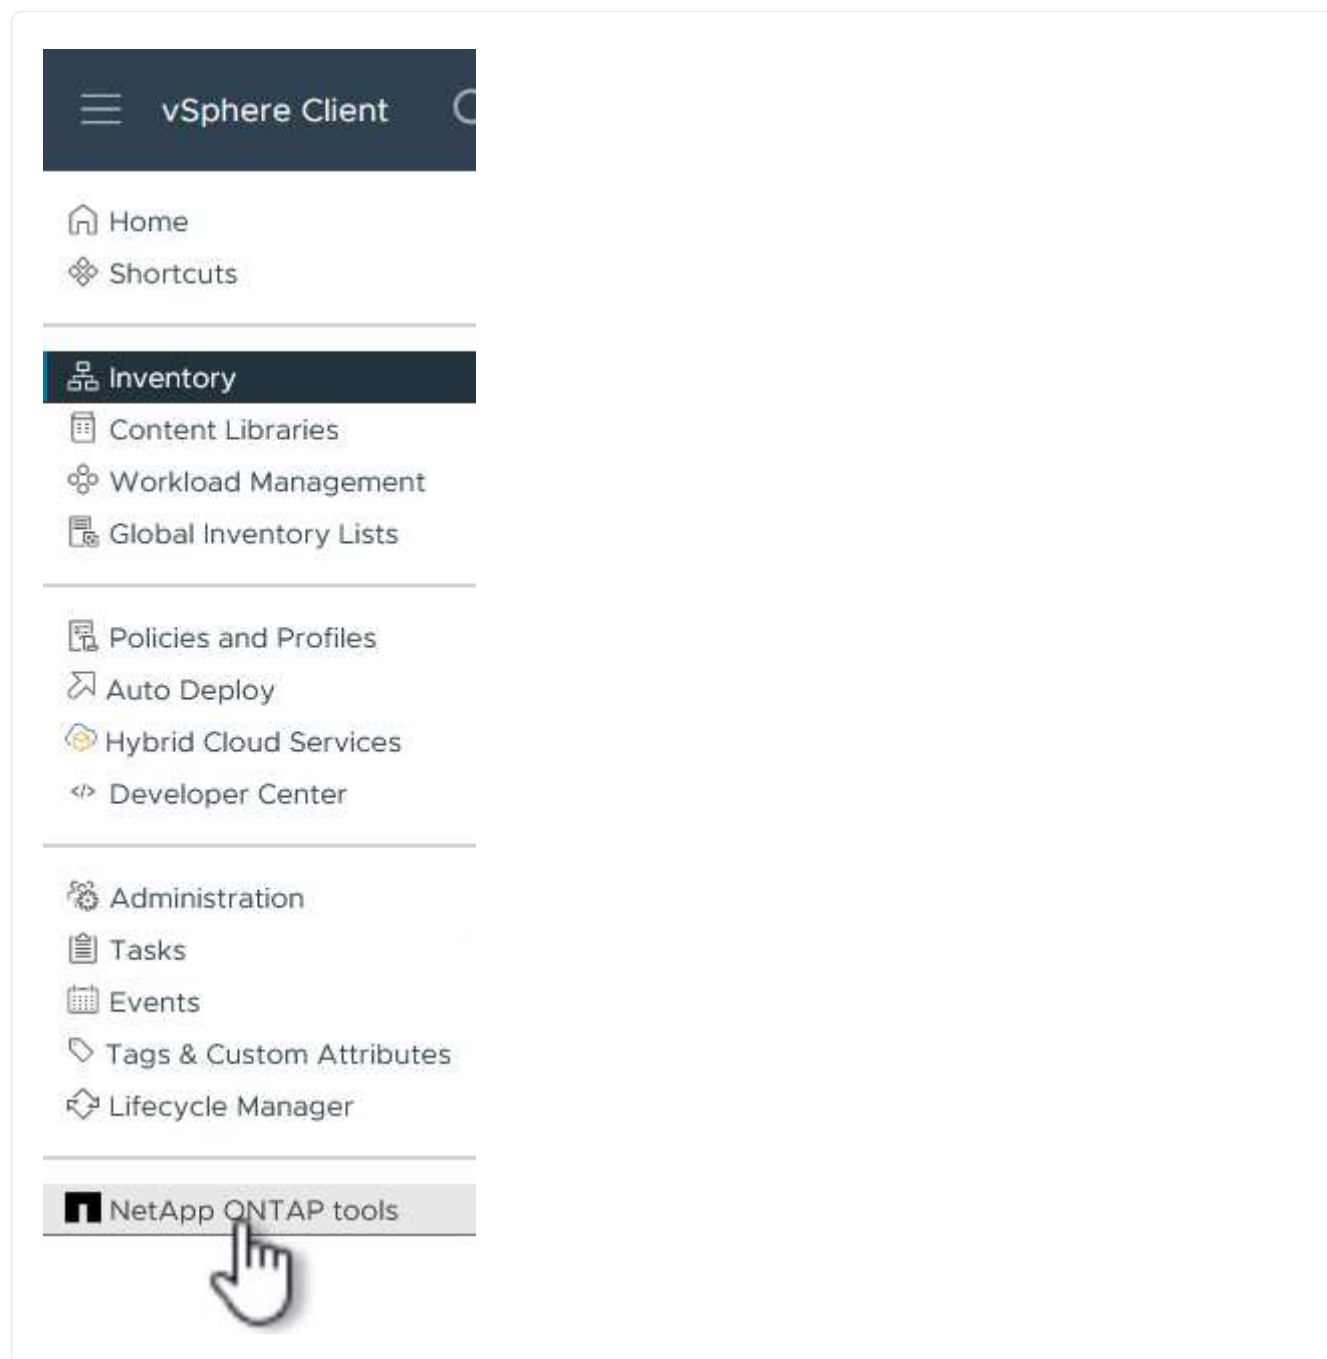 vSphere Client
Home
Shortcuts
Inventory
Content Libraries
Workload Management
Global Inventory Lists
Policies and Profiles
Auto Deploy
Hybrid Cloud Services
Developer Center
Administration
Tasks
Events
Tags & Custom Attributes
Lifecycle Manager
NetApp ONTAP tools